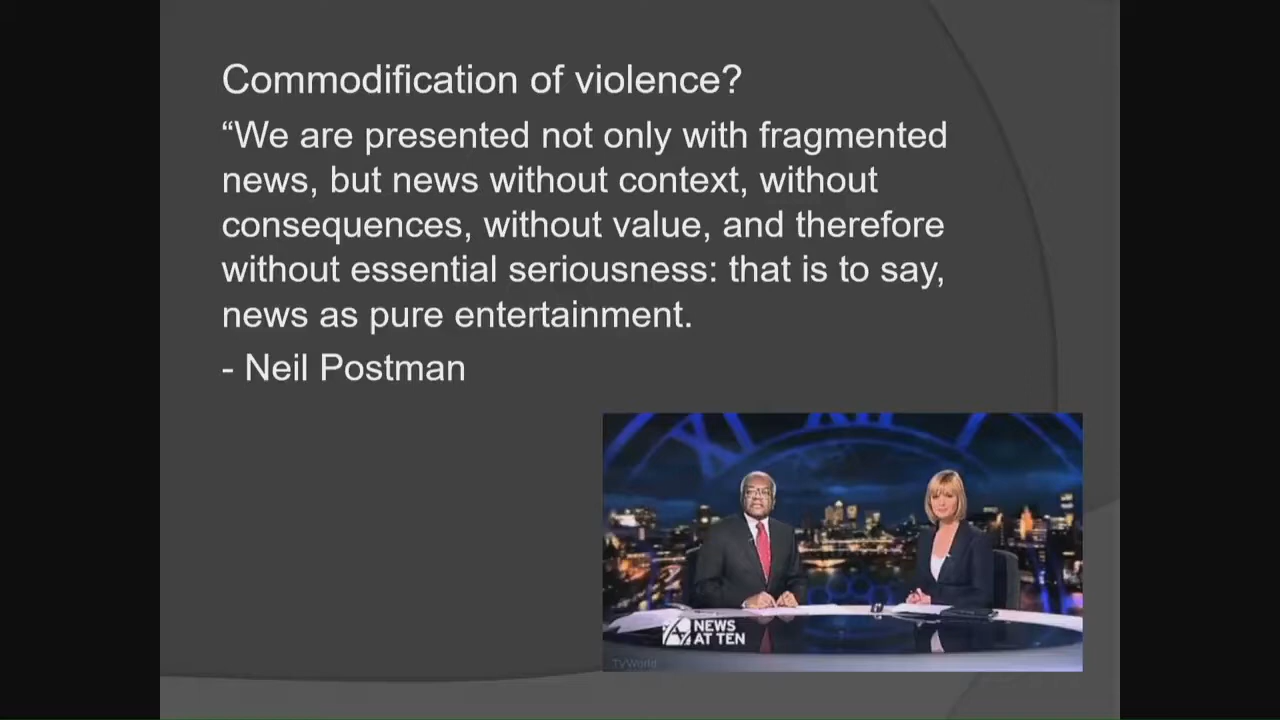 Commodification of violence?
“We are presented not only with fragmented
news, but news without context, without
consequences, without value, and therefore
without essential seriousness: that is to say,
news as pure entertainment.
- Neil Postman
NEWS
AT TEN
TVWorld